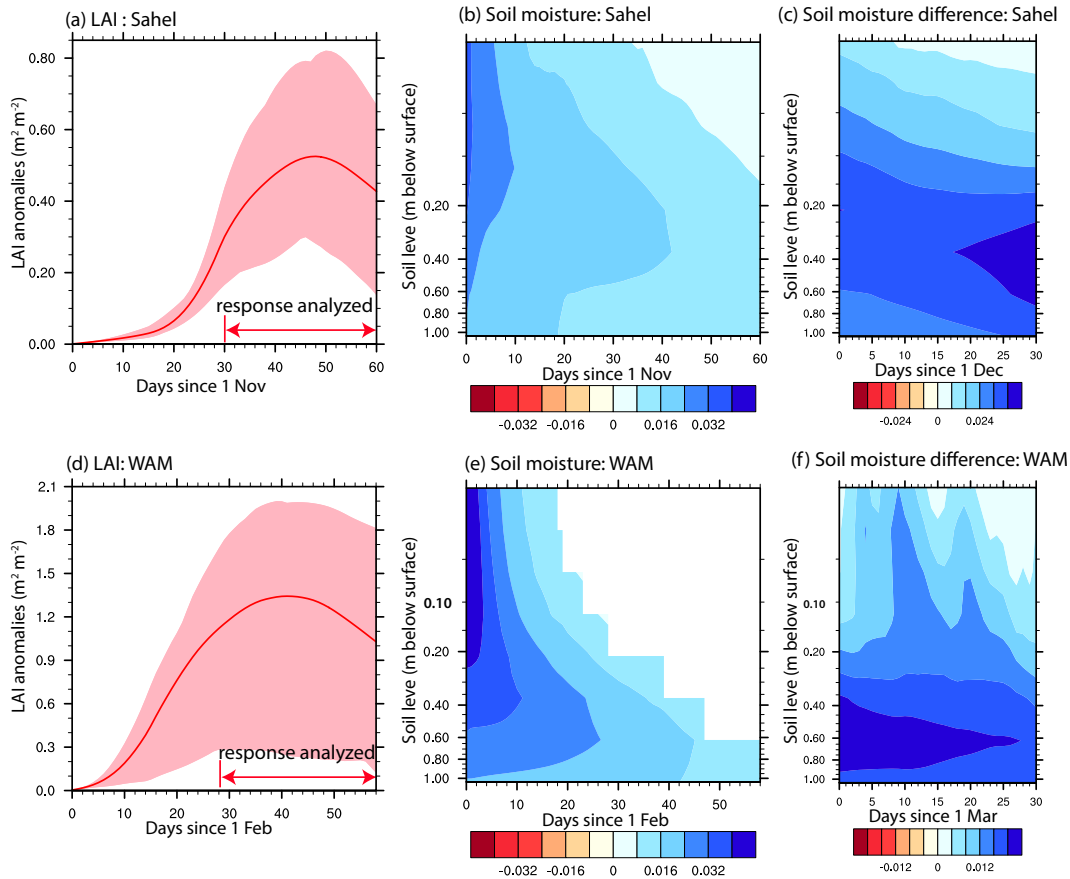 (a) LAI : Sahel
(b) Soil moisture: Sahel
(c) Soil moisture difference: Sahel
LAI anomalies (m² m⁻²)
0.80
0.60
0.40
0.20
0.00
response analyzed
0 10 20 30 40 50 60
Days since 1 Nov
Soil leve (m below surface)
0.20
0.40
0.60
1.00
0 10 20 30 40 50 60
Days since 1 Nov
-0.032 -0.016 0 0.016 0.032
Soil leve (m below surface)
0.20
0.40
0.60
1.00
0 5 10 15 20 25 30
Days since 1 Dec
-0.024 0 0.024
(d) LAI: WAM
(e) Soil moisture: WAM
(f) Soil moisture difference: WAM
LAI anomalies (m² m⁻²)
2.1
1.8
1.5
1.2
0.9
0.6
0.3
0.0
response analyzed
0 10 20 30 40 50
Days since 1 Feb
Soil leve (m below surface)
0.10
0.20
0.40
0.60
1.00
0 10 20 30 40 50
Days since 1 Feb
-0.032 -0.016 0 0.016 0.032
Soil leve (m below surface)
0.10
0.20
0.40
0.60
1.00
0 5 10 15 20 25 30
Days since 1 Mar
-0.012 0 0.012